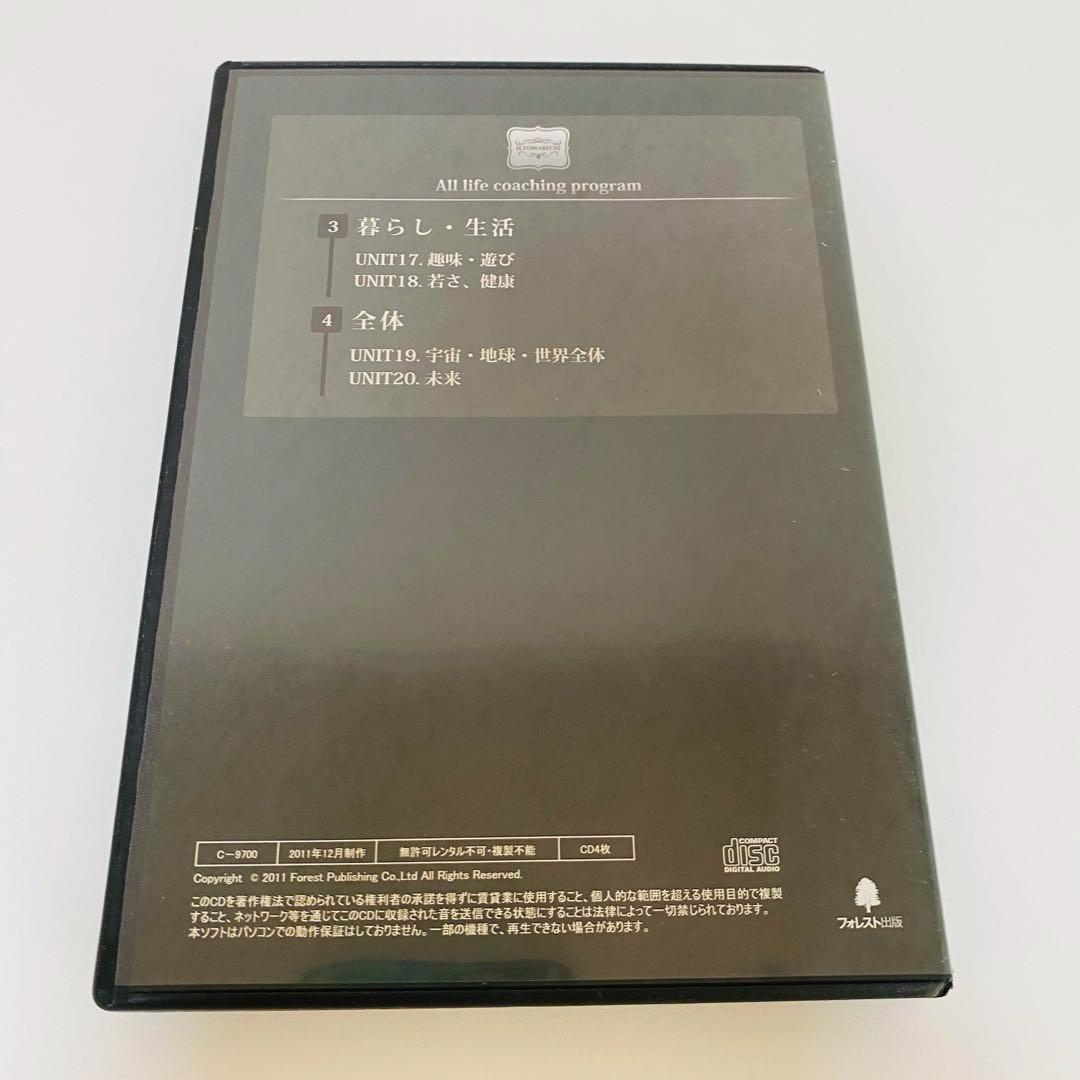 H.TOMABECHI
All life coaching program
3 暮らし・生活
UNIT17. 趣味・遊び
UNIT18. 若さ、健康
4 全体
UNIT19. 宇宙・地球・世界全体
UNIT20. 未来
C－9700 2011年12月制作 無許可レンタル不可・複製不能 CD4枚
COMPACT
disc
DIGITAL AUDIO
Copyright © 2011 Forest Publishing Co.,Ltd All Rights Reserved.
このCDを著作権法で認められている権利者の承諾を得ずに賃貸業に使用すること、個人的な範囲を超える使用目的で複製
すること、ネットワーク等を通じてこのCDに収録された音を送信できる状態にすることは法律によって一切禁じられております。
本ソフトはパソコンでの動作保証はしておりません。一部の機種で、再生できない場合があります。
フォレスト出版